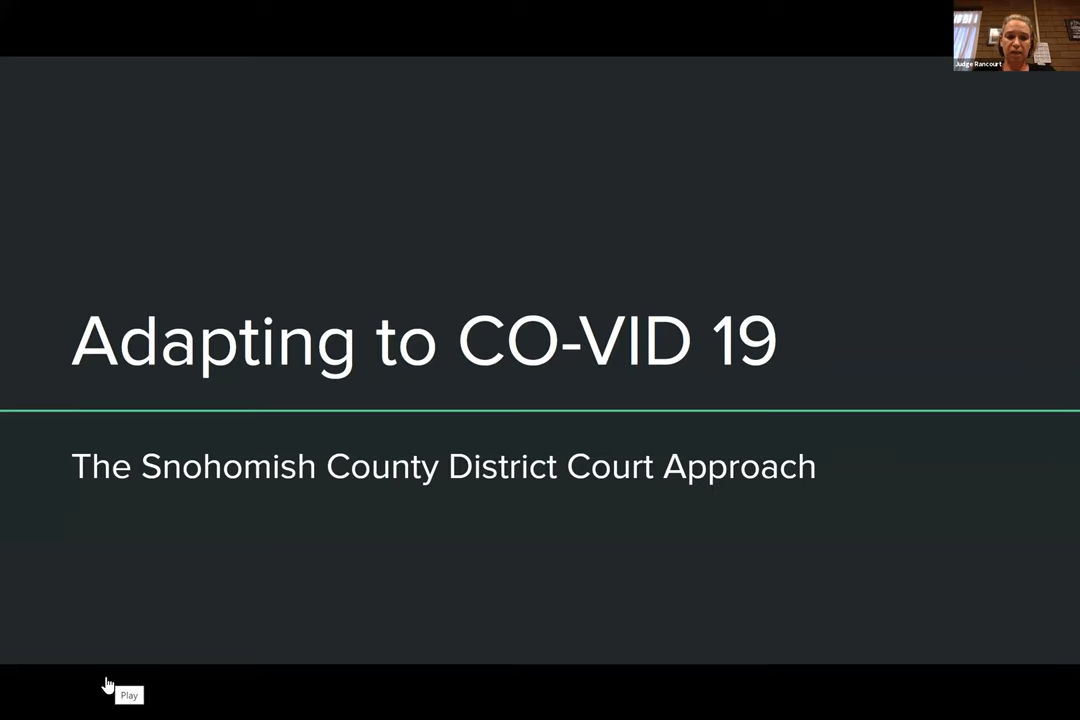 Judge Rancourt
Adapting to CO-VID 19
The Snohomish County District Court Approach
Play